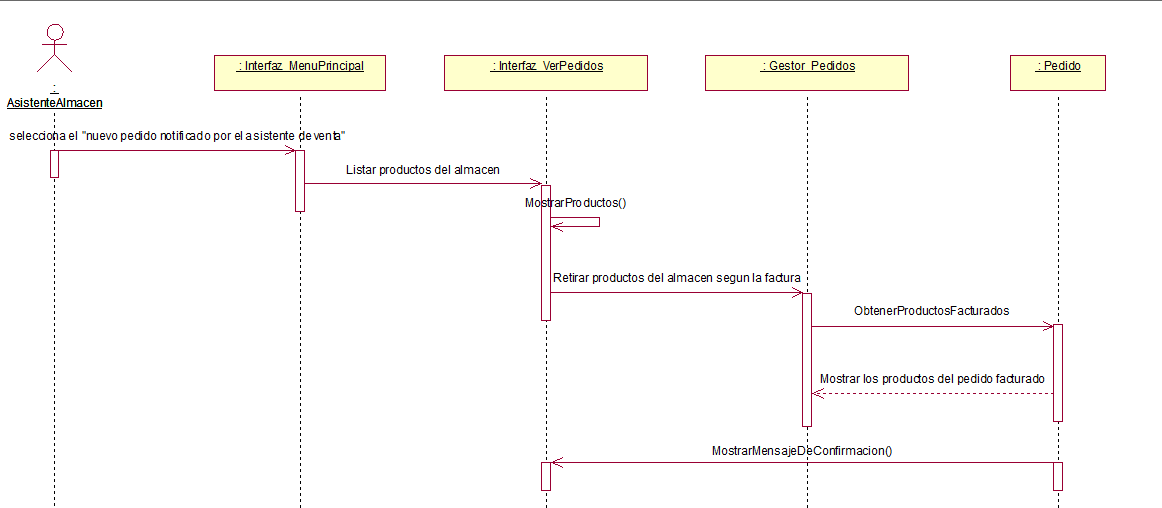 : Interfaz_MenuPrincipal
: Interfaz_VerPedidos
: Gestor_Pedidos
: Pedido
:
AsistenteAlmacen
selecciona el "nuevo pedido notificado por el asistente de venta"
Listar productos del almacen
MostrarProductos()
Retirar productos del almacen segun la factura
ObtenerProductosFacturados
Mostrar los productos del pedido facturado
MostrarMensajeDeConfirmacion()